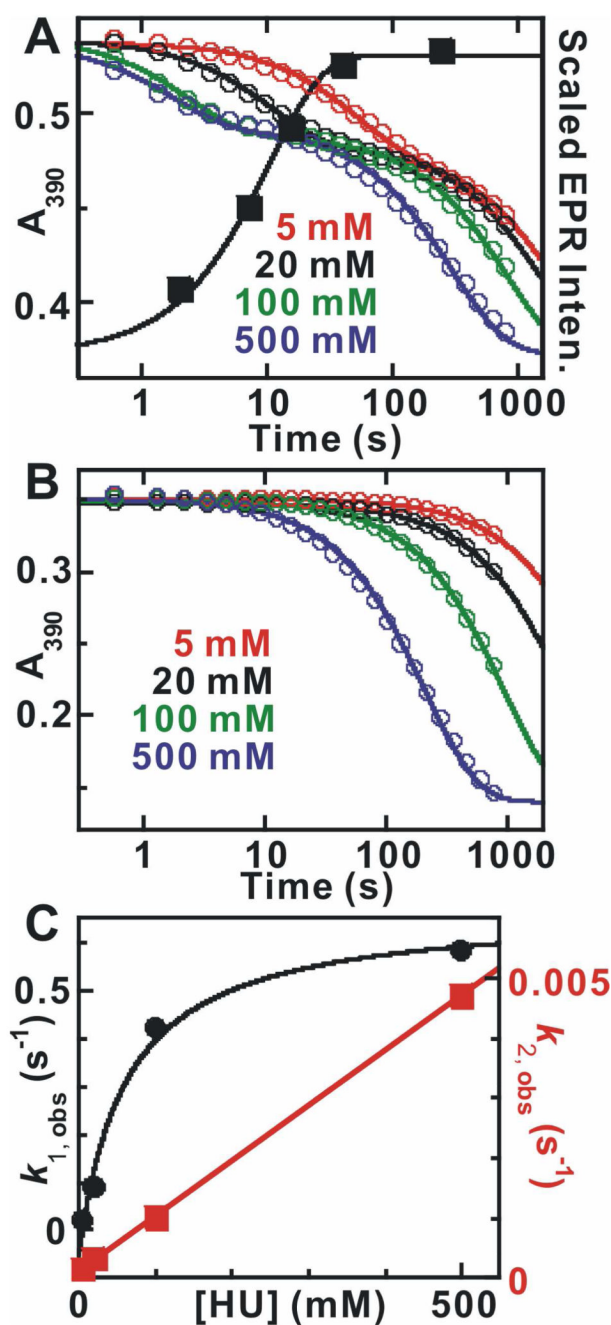 A
0.5
0.4
A390
5 mM
20 mM
100 mM
500 mM
Scaled EPR Inten.
1 10 100 1000
Time (s)
B
0.3
0.2
A390
5 mM
20 mM
100 mM
500 mM
1 10 100 1000
Time (s)
C
0.5
0
k1, obs (s-1)
0.005
0
k2, obs (s-1)
0 [HU] (mM) 500